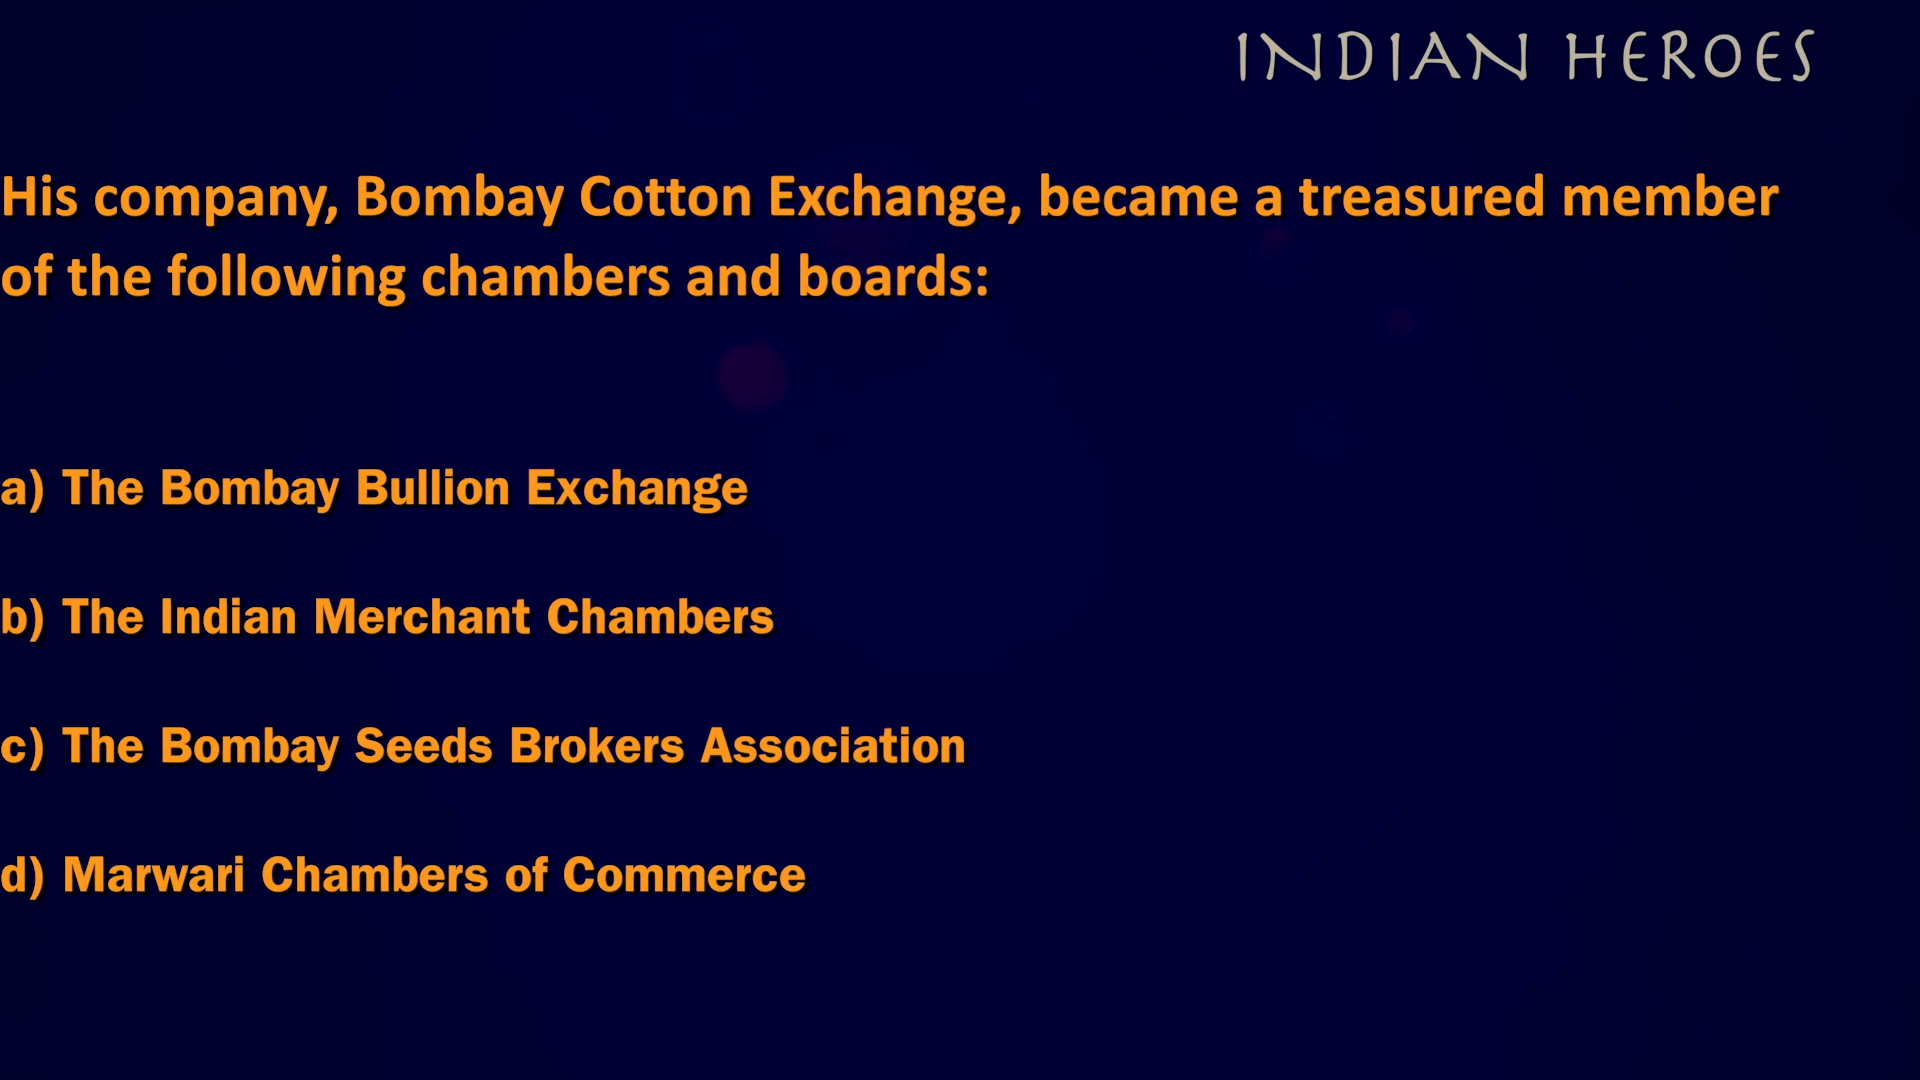 INDIAN HEROES
His company, Bombay Cotton Exchange, became a treasured member
of the following chambers and boards:
a) The Bombay Bullion Exchange
b) The Indian Merchant Chambers
c) The Bombay Seeds Brokers Association
d) Marwari Chambers of Commerce